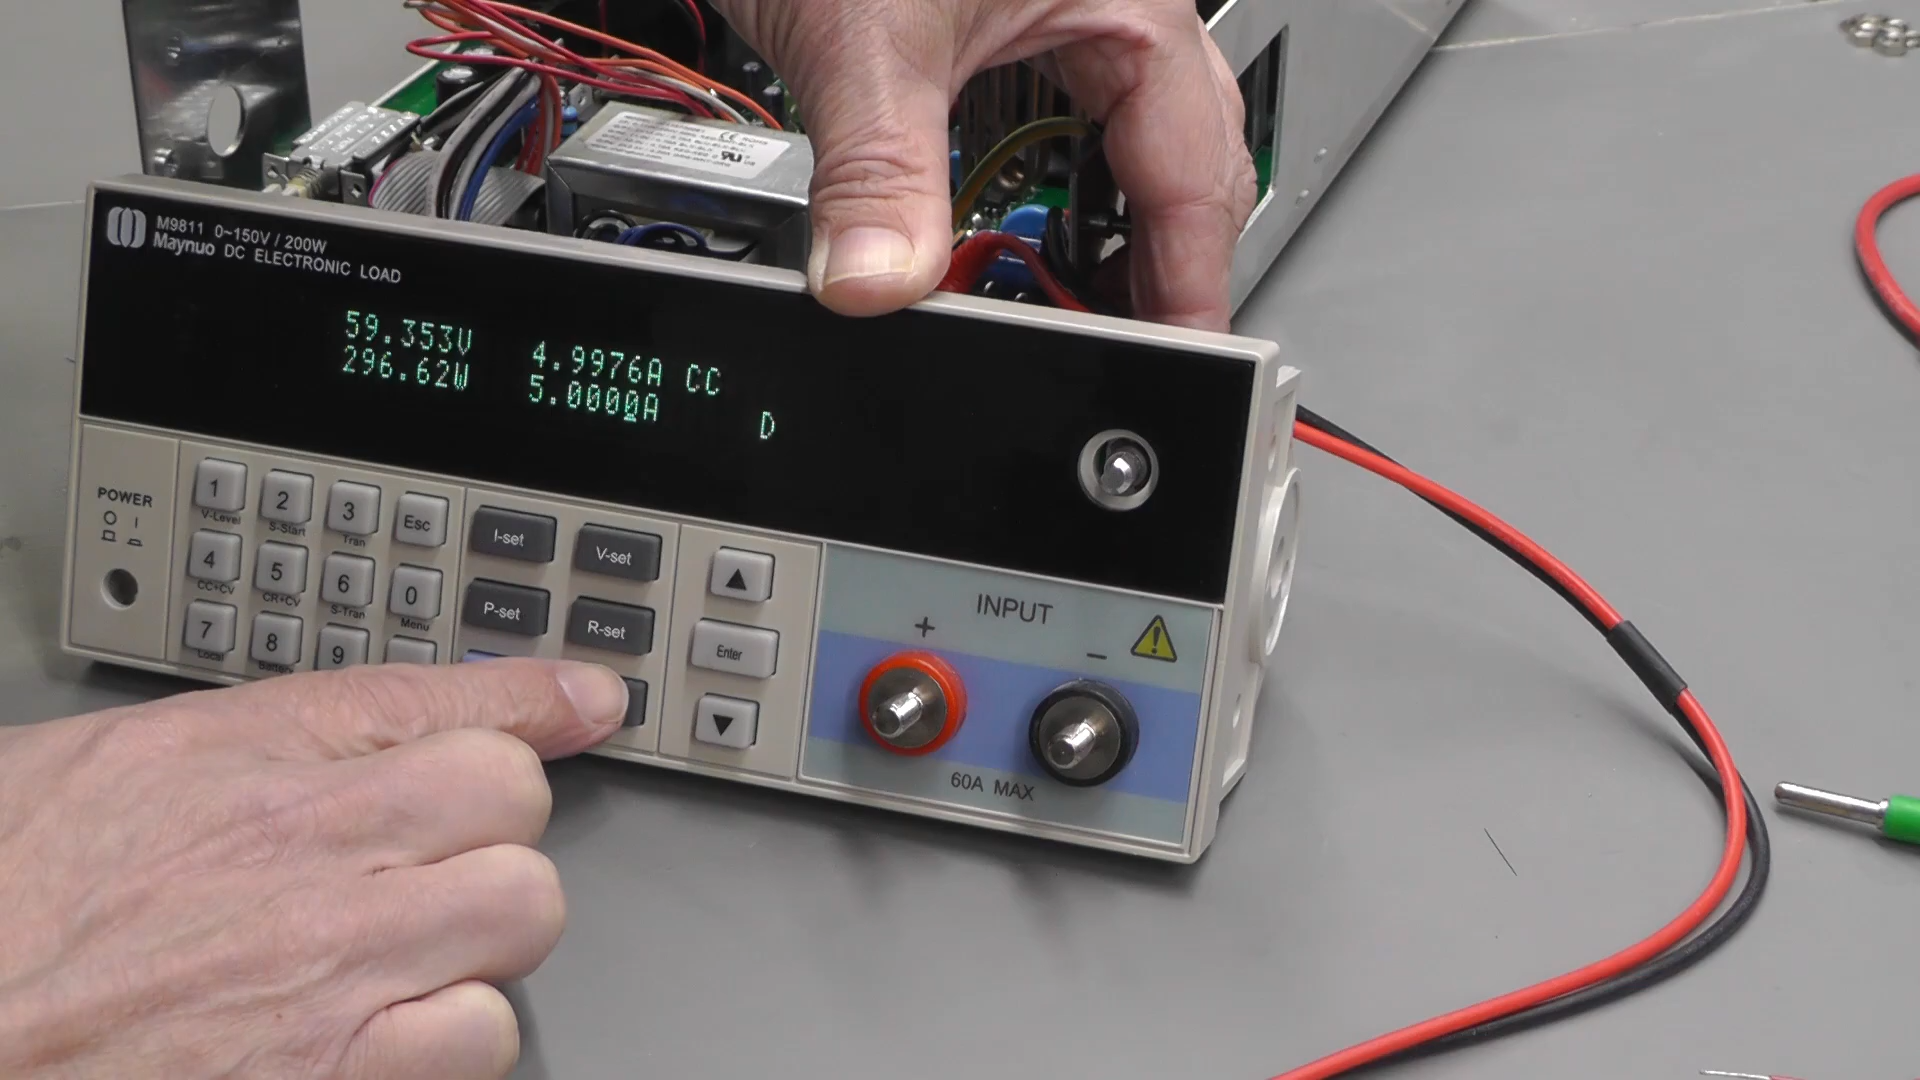 M9811 0~150V / 200W
Maynuo DC ELECTRONIC LOAD
59.353V 4.9976A CC
296.62W 5.0000A D
POWER
1 2 3 Esc
V-Level S-Start Tran
4 5 6 0
CC+CV CR+CV S-Tran Menu
7 8 9
Local
I-set V-set
P-set R-set
▲
Enter
▼
INPUT
+ −
60A MAX